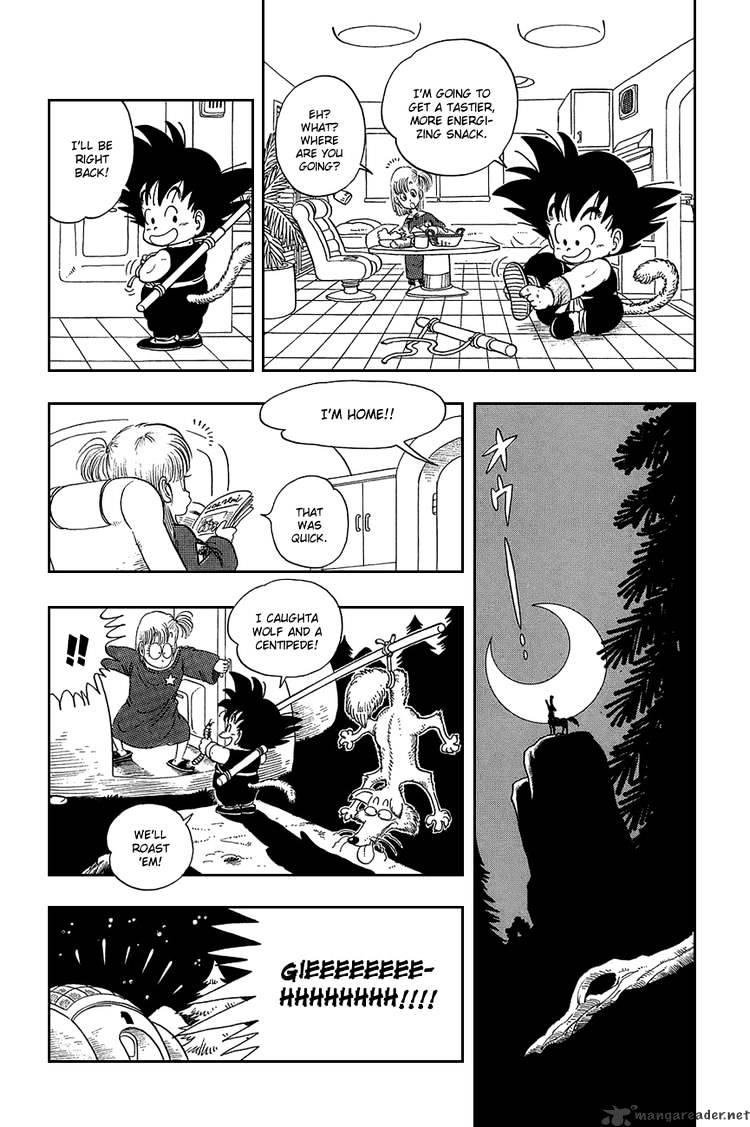 I'M GOING TO
GET A TASTIER,
MORE ENERGI-
ZING SNACK.
EH?
WHAT?
WHERE
ARE YOU
GOING?
I'LL BE
RIGHT
BACK!
オウー‥
I'M HOME!!
THAT
WAS
QUICK.
I CAUGHTA
WOLF AND A
CENTIPEDE!
!!
WE'LL
ROAST
'EM!
GIEEEEEEEEE-
HHHHHHHH!!!!
mangareader.net